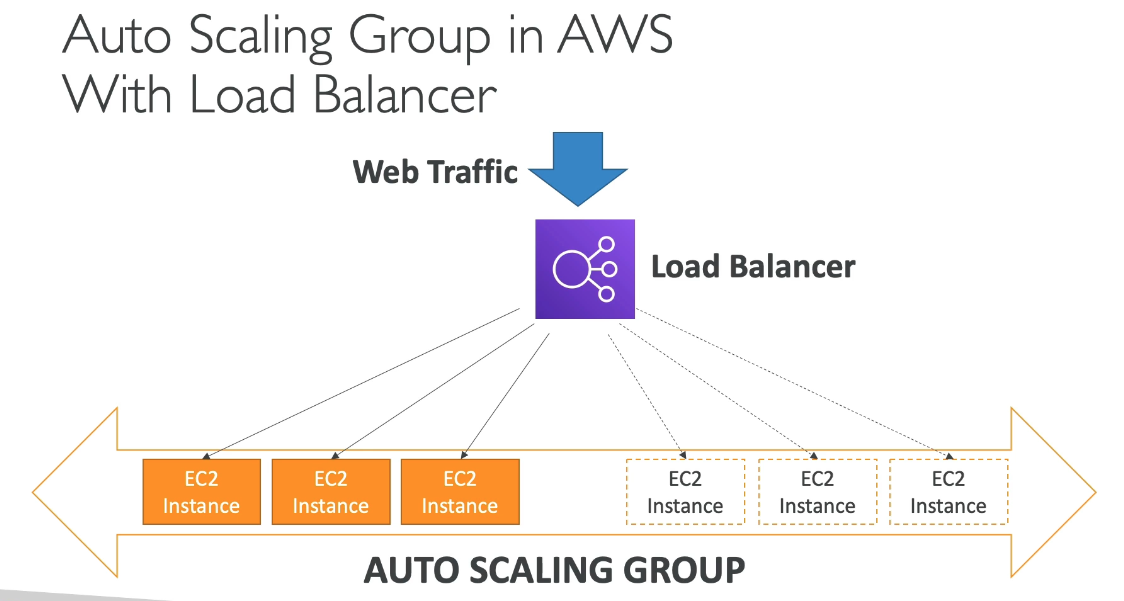 Auto Scaling Group in AWS
With Load Balancer
Web Traffic
Load Balancer
EC2
Instance
EC2
Instance
EC2
Instance
EC2
Instance
EC2
Instance
EC2
Instance
AUTO SCALING GROUP